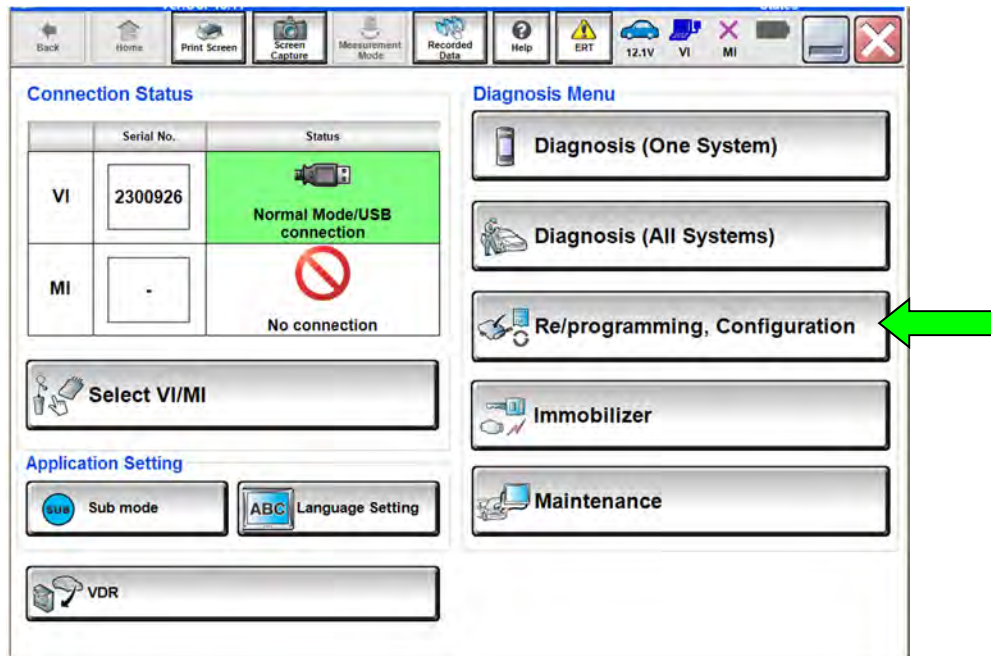 Back
Home
Print Screen
Screen
Capture
Measurement
Mode
Recorded
Data
Help
ERT
12.1V
VI
MI
Connection Status
Serial No.
Status
VI
2300926
Normal Mode/USB
connection
MI
-
No connection
Select VI/MI
Application Setting
SUB
Sub mode
ABC
Language Setting
VDR
Diagnosis Menu
Diagnosis (One System)
Diagnosis (All Systems)
Re/programming, Configuration
Immobilizer
Maintenance